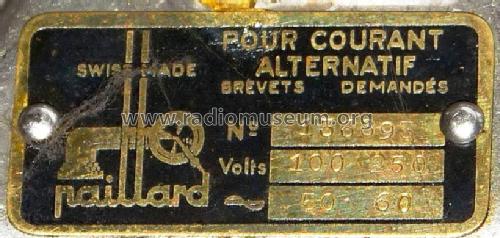 POUR COURANT
SWISS MADE
ALTERNATIF
BREVETS DEMANDÉS
www.radiomuseum.org
Nº
Volts 100 250
~ 50 60
paillard